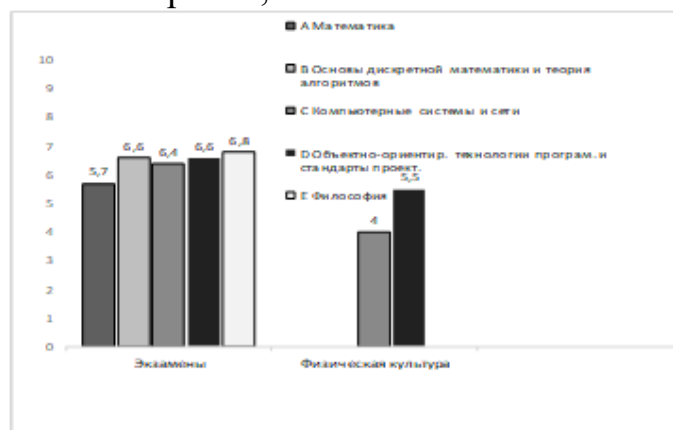 A Математика
B Основы дискретной математики и теория
алгоритмов
C Компьютерные системы и сети
D Объектно-ориентир. технологии програм. и
стандарты проект.
E Философия
10
9
8
7
6
5
4
3
2
1
0
5,7
6,6
6,4
6,6
6,8
4
5,5
Экзамены
Физическая культура